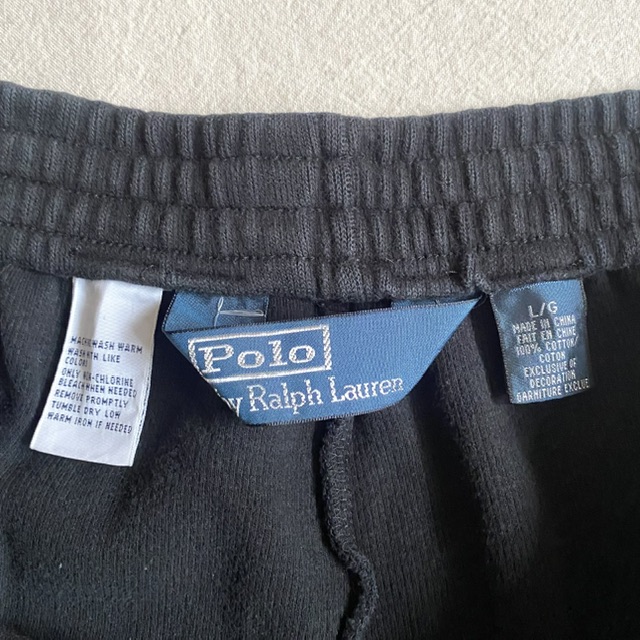 MACHINE WASH WARM
WASH WITH LIKE
COLORS
ONLY NON-CHLORINE
BLEACH WHEN NEEDED
REMOVE PROMPTLY
TUMBLE DRY LOW
WARM IRON IF NEEDED
L
Polo
by Ralph Lauren
L/G
MADE IN CHINA
FAIT EN CHINE
100% COTTON/
COTON
EXCLUSIVE OF
DECORATION
GARNITURE EXCLUE